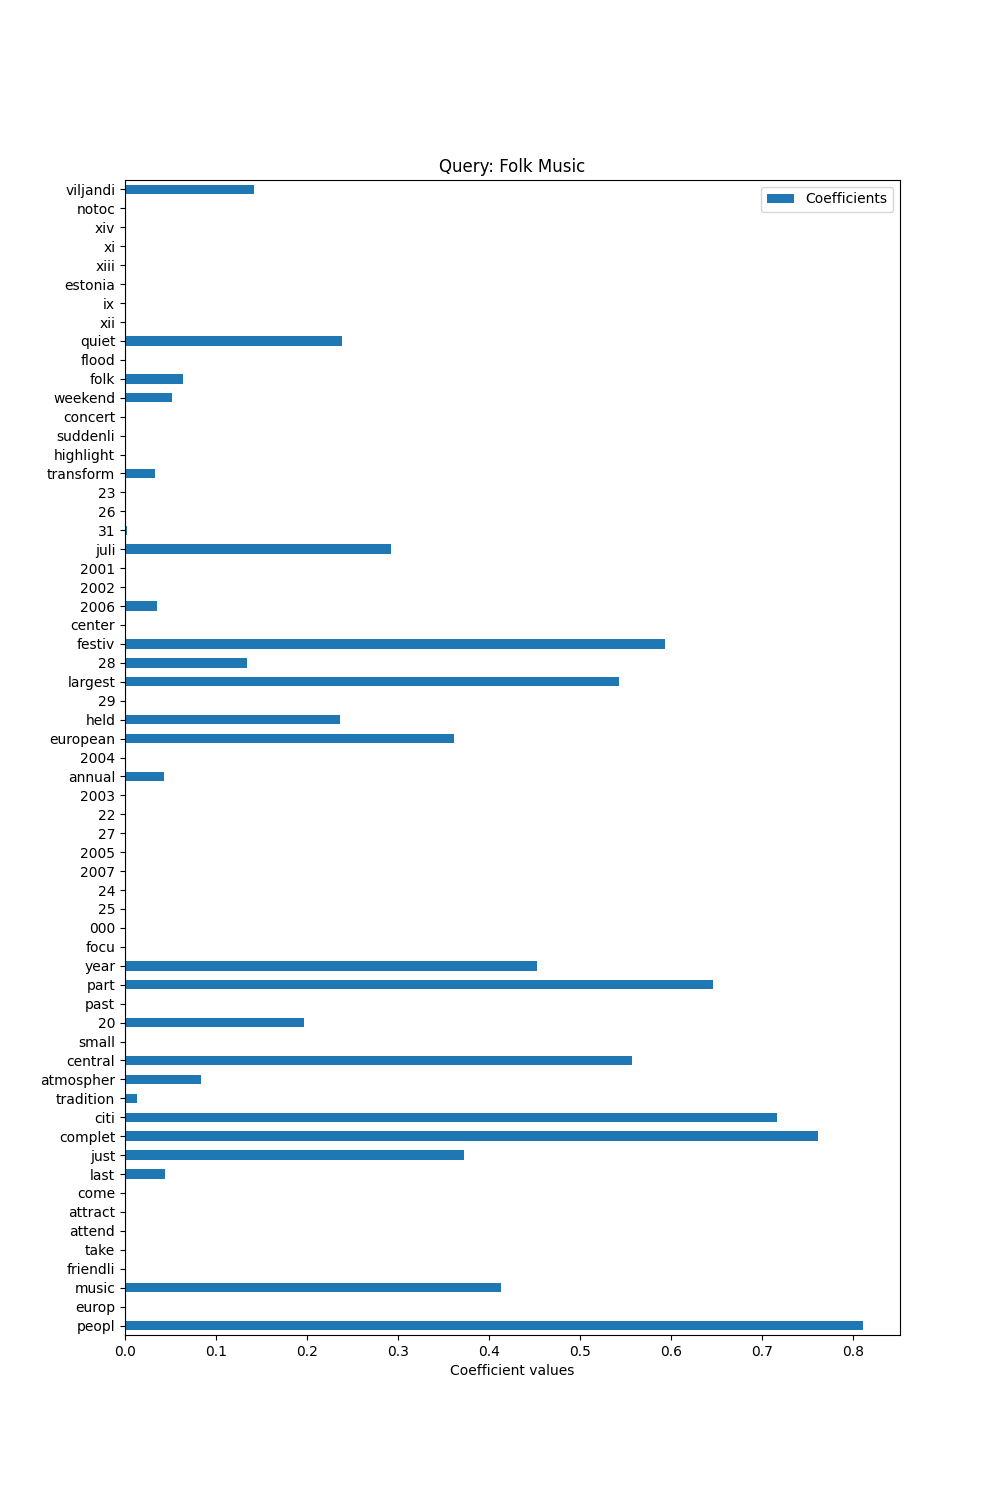 Query: Folk Music
Coefficients
viljandi
notoc
xiv
xi
xiii
estonia
ix
xii
quiet
flood
folk
weekend
concert
suddenli
highlight
transform
23
26
31
juli
2001
2002
2006
center
festiv
28
largest
29
held
european
2004
annual
2003
22
27
2005
2007
24
25
000
focu
year
part
past
20
small
central
atmospher
tradition
citi
complet
just
last
come
attract
attend
take
friendli
music
europ
peopl
0.0 0.1 0.2 0.3 0.4 0.5 0.6 0.7 0.8
Coefficient values